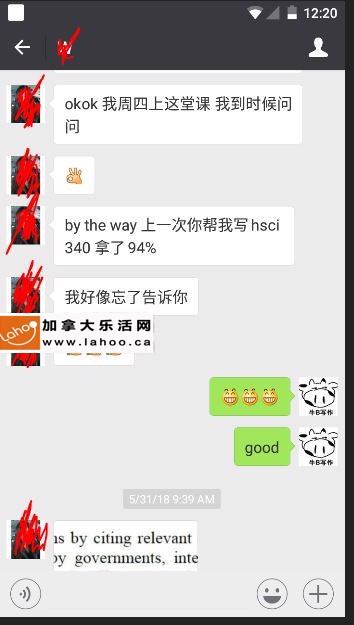 12:20
okok 我周四上这堂课 我到时候问
问
by the way 上一次你帮我写 hsci
340 拿了 94%
我好像忘了告诉你
Lahoo
加拿大乐活网
www.lahoo.ca
牛B写作
good
牛B写作
5/31/18 9:39 AM
ns by citing relevant
by governments, inte